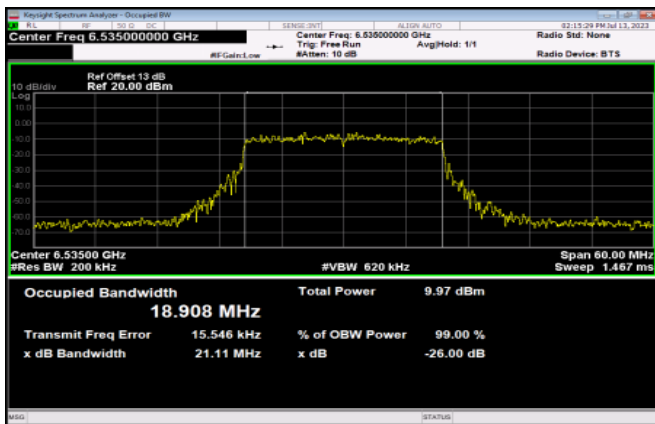 Keysight Spectrum Analyzer - Occupied BW
RL RF 50 Ω DC SENSE:INT ALIGN AUTO 02:15:29 PM Jul 13, 2023
Center Freq 6.535000000 GHz Center Freq: 6.535000000 GHz Radio Std: None
Trig: Free Run Avg|Hold: 1/1
#IFGain:Low #Atten: 10 dB Radio Device: BTS
Ref Offset 13 dB
10 dB/div Ref 20.00 dBm
Log
10.0
0.00
-10.0
-20.0
-30.0
-40.0
-50.0
-60.0
-70.0
Center 6.53500 GHz Span 60.00 MHz
#Res BW 200 kHz #VBW 620 kHz Sweep 1.467 ms
Occupied Bandwidth Total Power 9.97 dBm
18.908 MHz
Transmit Freq Error 15.546 kHz % of OBW Power 99.00 %
x dB Bandwidth 21.11 MHz x dB -26.00 dB
MSG STATUS